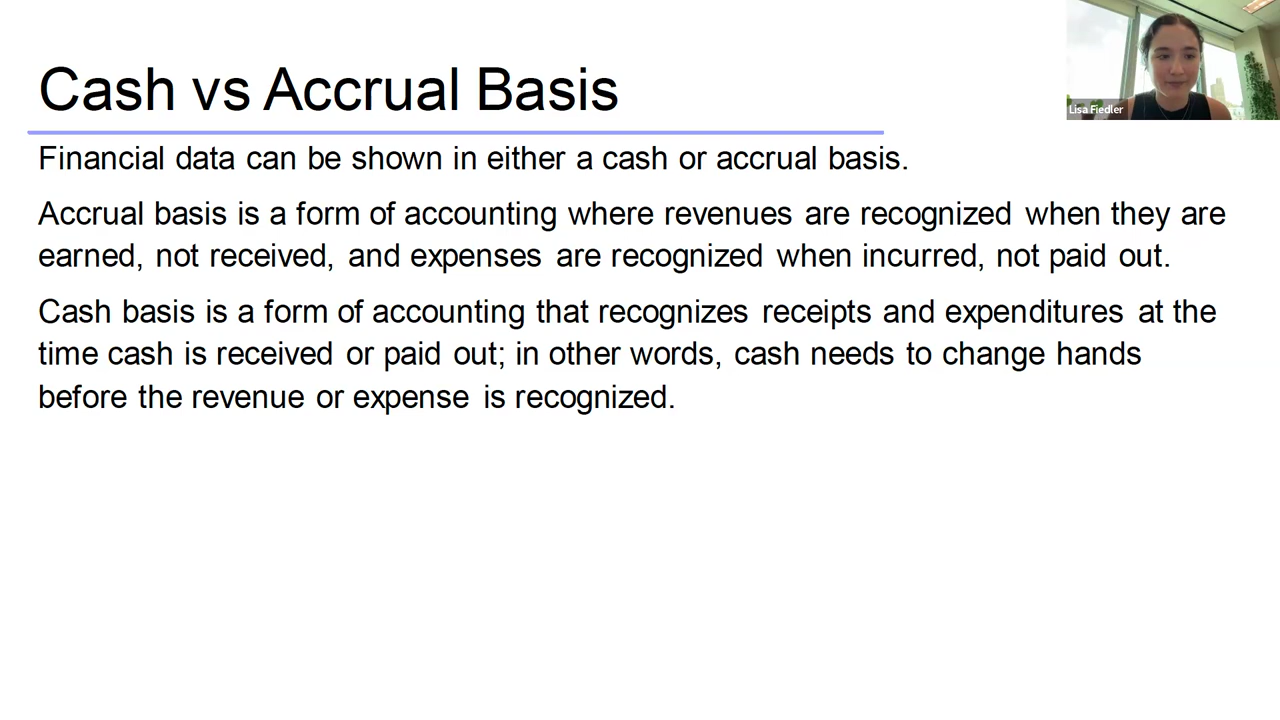 Cash vs Accrual Basis
Lisa Fiedler
Financial data can be shown in either a cash or accrual basis.
Accrual basis is a form of accounting where revenues are recognized when they are
earned, not received, and expenses are recognized when incurred, not paid out.
Cash basis is a form of accounting that recognizes receipts and expenditures at the
time cash is received or paid out; in other words, cash needs to change hands
before the revenue or expense is recognized.